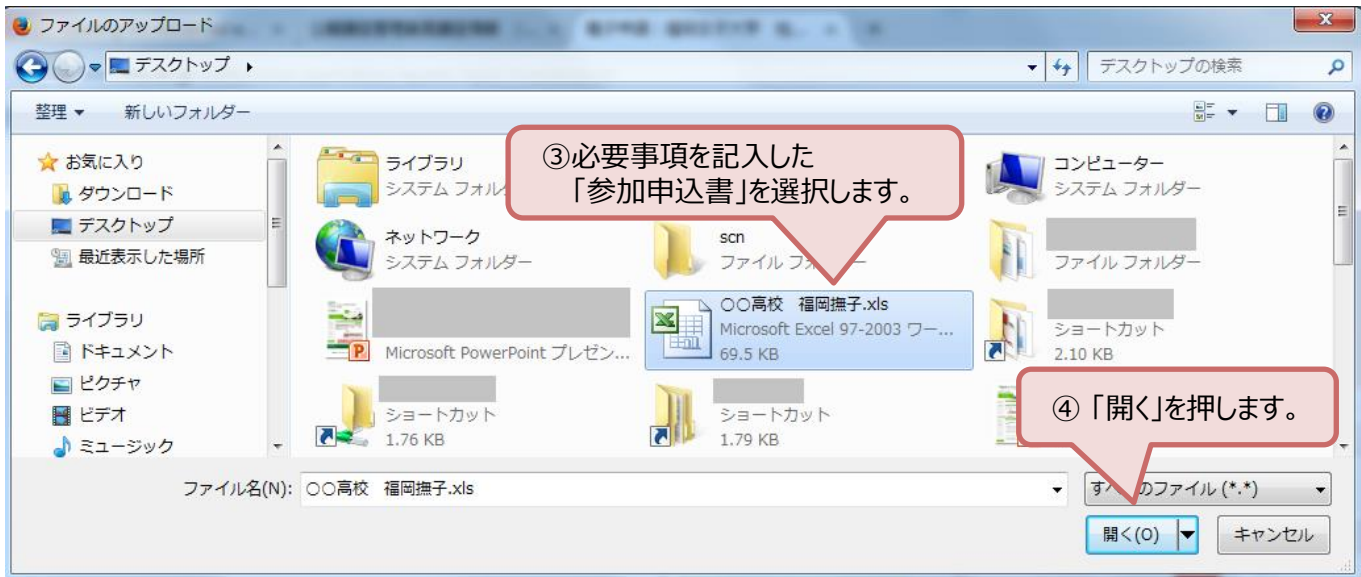 ファイルのアップロード
デスクトップ
デスクトップの検索
整理
新しいフォルダー
お気に入り
ダウンロード
デスクトップ
最近表示した場所
ライブラリ
ドキュメント
ピクチャ
ビデオ
ミュージック
ライブラリ
システム フォル
③必要事項を記入した
「参加申込書」を選択します。
コンピューター
システム フォルダー
ネットワーク
システム フォルダー
scn
ファイル フ ー
ファイル フォルダー
Microsoft PowerPoint プレゼン...
〇〇高校 福岡撫子.xls
Microsoft Excel 97-2003 ワー...
69.5 KB
ショートカット
2.10 KB
ショートカット
1.76 KB
ショートカット
1.79 KB
④「開く」を押します。
ファイル名(N): 〇〇高校 福岡撫子.xls
す のファイル (*.*)
開く(O)
キャンセル